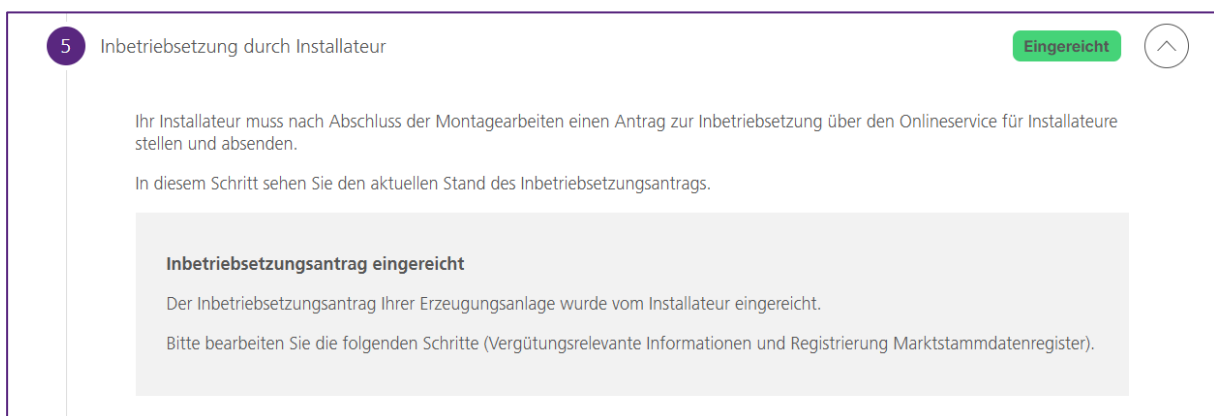 5 Inbetriebsetzung durch Installateur Eingereicht
Ihr Installateur muss nach Abschluss der Montagearbeiten einen Antrag zur Inbetriebsetzung über den Onlineservice für Installateure
stellen und absenden.
In diesem Schritt sehen Sie den aktuellen Stand des Inbetriebsetzungsantrags.
Inbetriebsetzungsantrag eingereicht
Der Inbetriebsetzungsantrag Ihrer Erzeugungsanlage wurde vom Installateur eingereicht.
Bitte bearbeiten Sie die folgenden Schritte (Vergütungsrelevante Informationen und Registrierung Marktstammdatenregister).